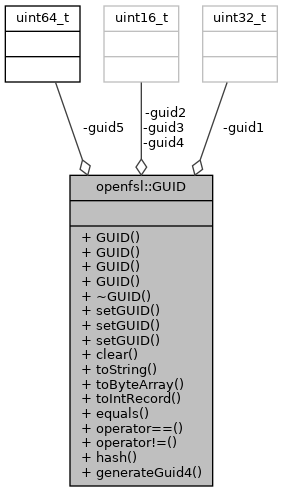 uint64_t
uint16_t
uint32_t
-guid5
-guid2
-guid3
-guid4
-guid1
openfsl::GUID
+ GUID()
+ GUID()
+ GUID()
+ GUID()
+ ~GUID()
+ setGUID()
+ setGUID()
+ setGUID()
+ clear()
+ toString()
+ toByteArray()
+ toIntRecord()
+ equals()
+ operator==()
+ operator!=()
+ hash()
+ generateGuid4()